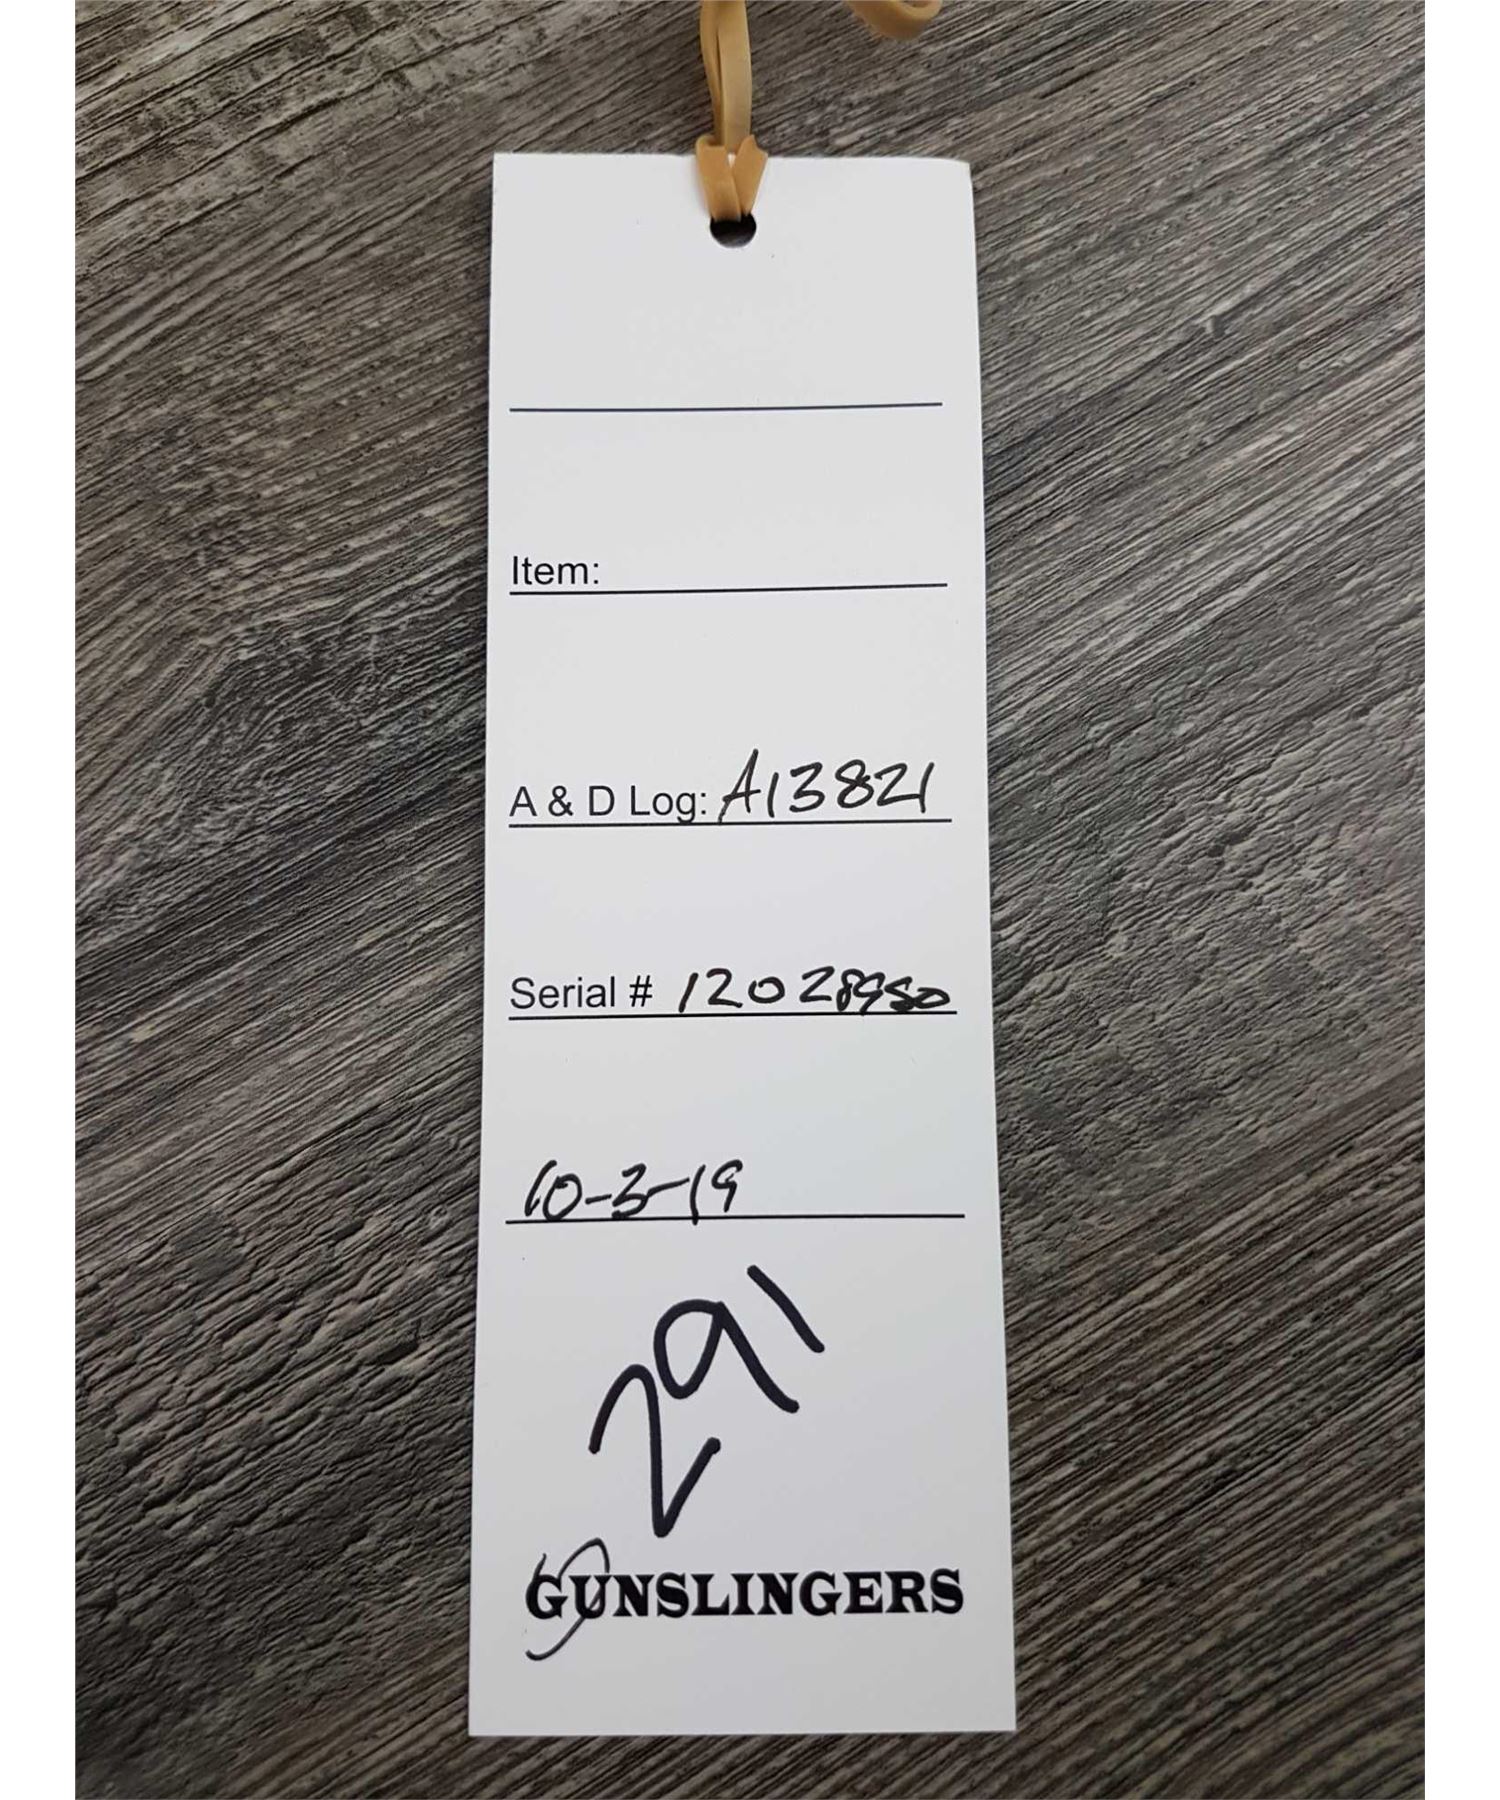 Item:
A & D Log: A13821
Serial # 12028950
10-3-19
291
GUNSLINGERS